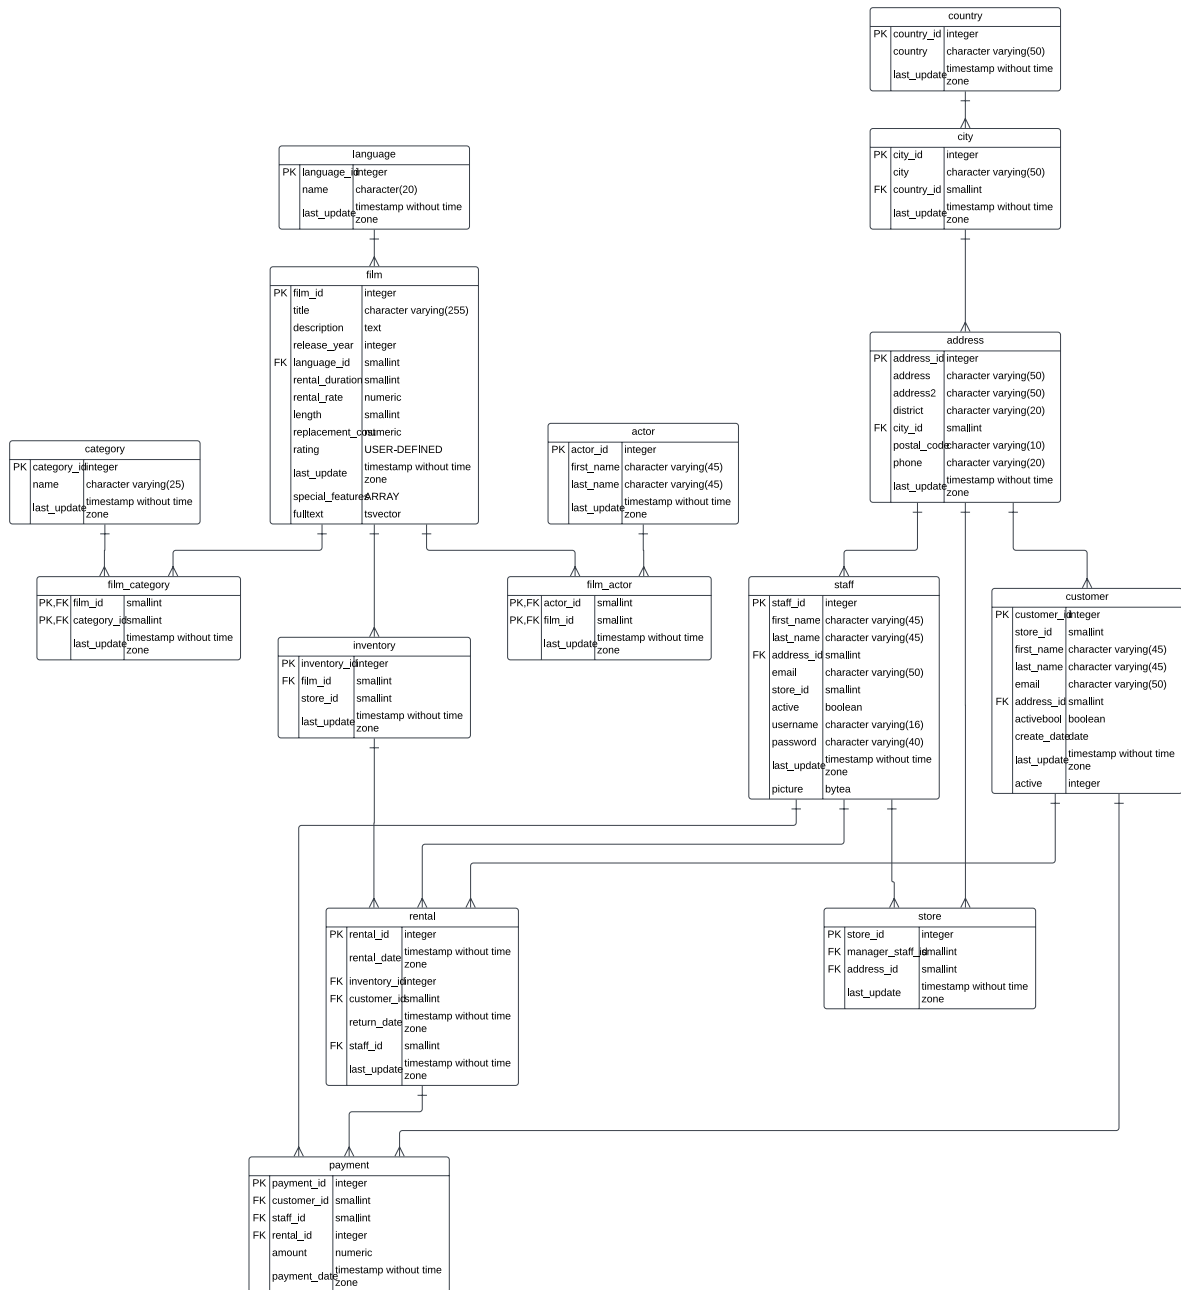 country
PK country_id integer
country character varying(50)
last_update timestamp without time
zone
city
PK city_id integer
city character varying(50)
FK country_id smallint
last_update timestamp without time
zone
language
PK language_id integer
name character(20)
last_update timestamp without time
zone
film
PK film_id integer
title character varying(255)
description text
release_year integer
FK language_id smallint
rental_duration smallint
rental_rate numeric
length smallint
replacement_cost numeric
rating USER-DEFINED
last_update timestamp without time
zone
special_features ARRAY
fulltext tsvector
address
PK address_id integer
address character varying(50)
address2 character varying(50)
district character varying(20)
FK city_id smallint
postal_code character varying(10)
phone character varying(20)
last_update timestamp without time
zone
category
PK category_id integer
name character varying(25)
last_update timestamp without time
zone
actor
PK actor_id integer
first_name character varying(45)
last_name character varying(45)
last_update timestamp without time
zone
film_category
PK,FK film_id smallint
PK,FK category_id smallint
last_update timestamp without time
zone
film_actor
PK,FK actor_id smallint
PK,FK film_id smallint
last_update timestamp without time
zone
inventory
PK inventory_id integer
FK film_id smallint
store_id smallint
last_update timestamp without time
zone
staff
PK staff_id integer
first_name character varying(45)
last_name character varying(45)
FK address_id smallint
email character varying(50)
store_id smallint
active boolean
username character varying(16)
password character varying(40)
last_update timestamp without time
zone
picture bytea
customer
PK customer_id integer
store_id smallint
first_name character varying(45)
last_name character varying(45)
email character varying(50)
FK address_id smallint
activebool boolean
create_date date
last_update timestamp without time
zone
active integer
rental
PK rental_id integer
rental_date timestamp without time
zone
FK inventory_id integer
FK customer_id smallint
return_date timestamp without time
zone
FK staff_id smallint
last_update timestamp without time
zone
store
PK store_id integer
FK manager_staff_id smallint
FK address_id smallint
last_update timestamp without time
zone
payment
PK payment_id integer
FK customer_id smallint
FK staff_id smallint
FK rental_id integer
amount numeric
payment_date timestamp without time
zone